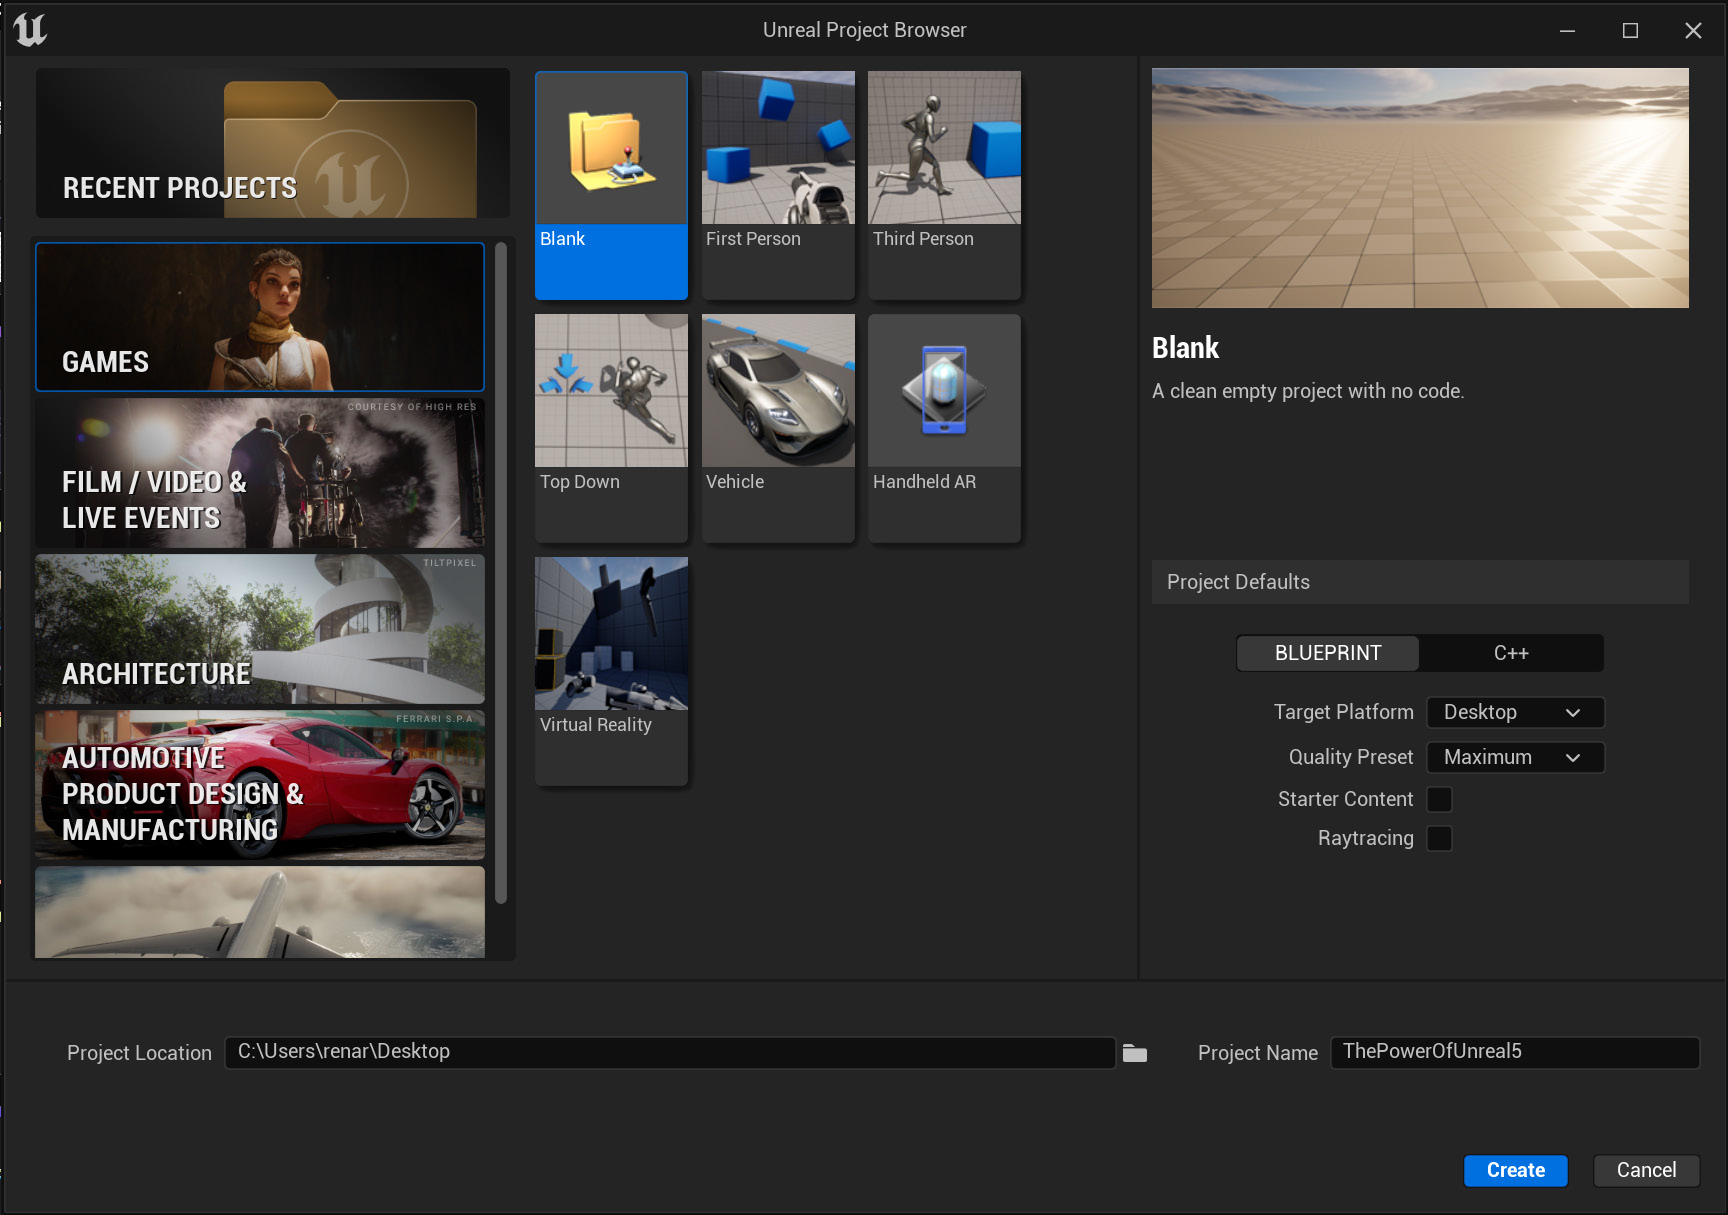 Unreal Project Browser
RECENT PROJECTS
GAMES
COURTESY OF HIGH RES
FILM / VIDEO &
LIVE EVENTS
TILTPIXEL
ARCHITECTURE
FERRARI S.P.A.
AUTOMOTIVE
PRODUCT DESIGN &
MANUFACTURING
Blank
First Person
Third Person
Top Down
Vehicle
Handheld AR
Virtual Reality
Blank
A clean empty project with no code.
Project Defaults
BLUEPRINT
C++
Target Platform
Desktop
Quality Preset
Maximum
Starter Content
Raytracing
Project Location
C:\Users\renar\Desktop
Project Name
ThePowerOfUnreal5
Create
Cancel